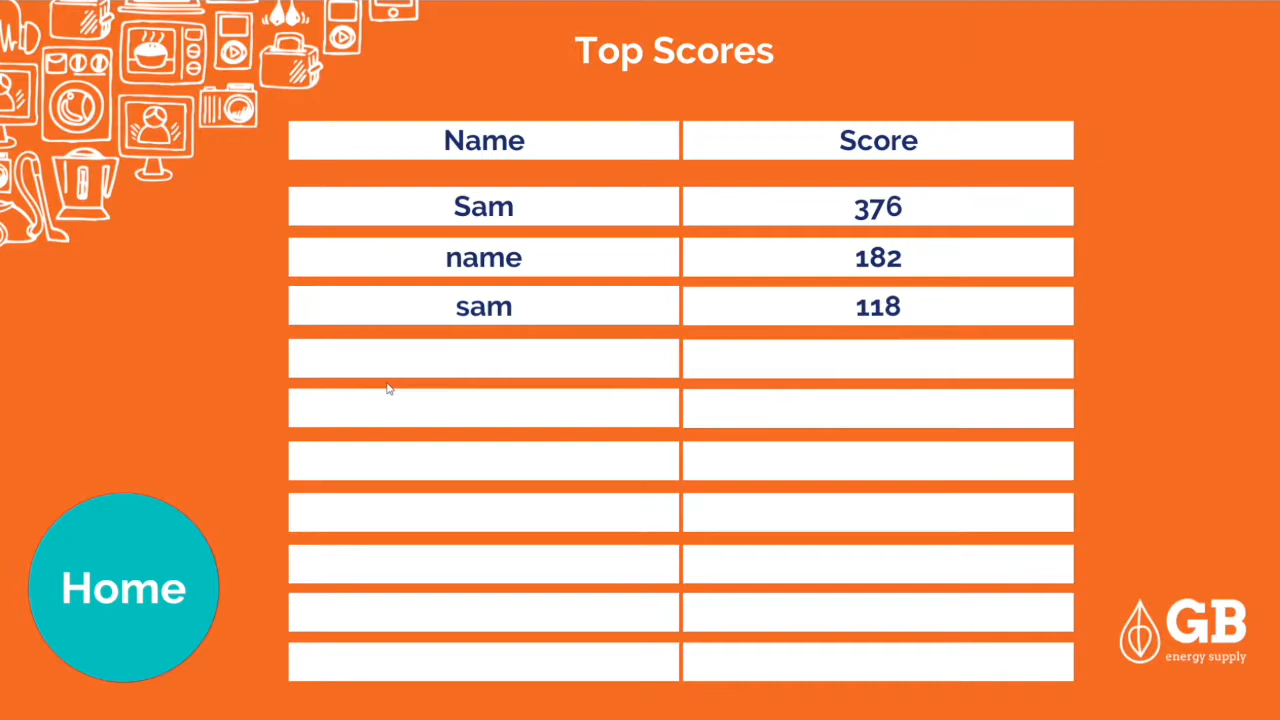 Top Scores
Name Score
Sam 376
name 182
sam 118
Home
GB
energy supply